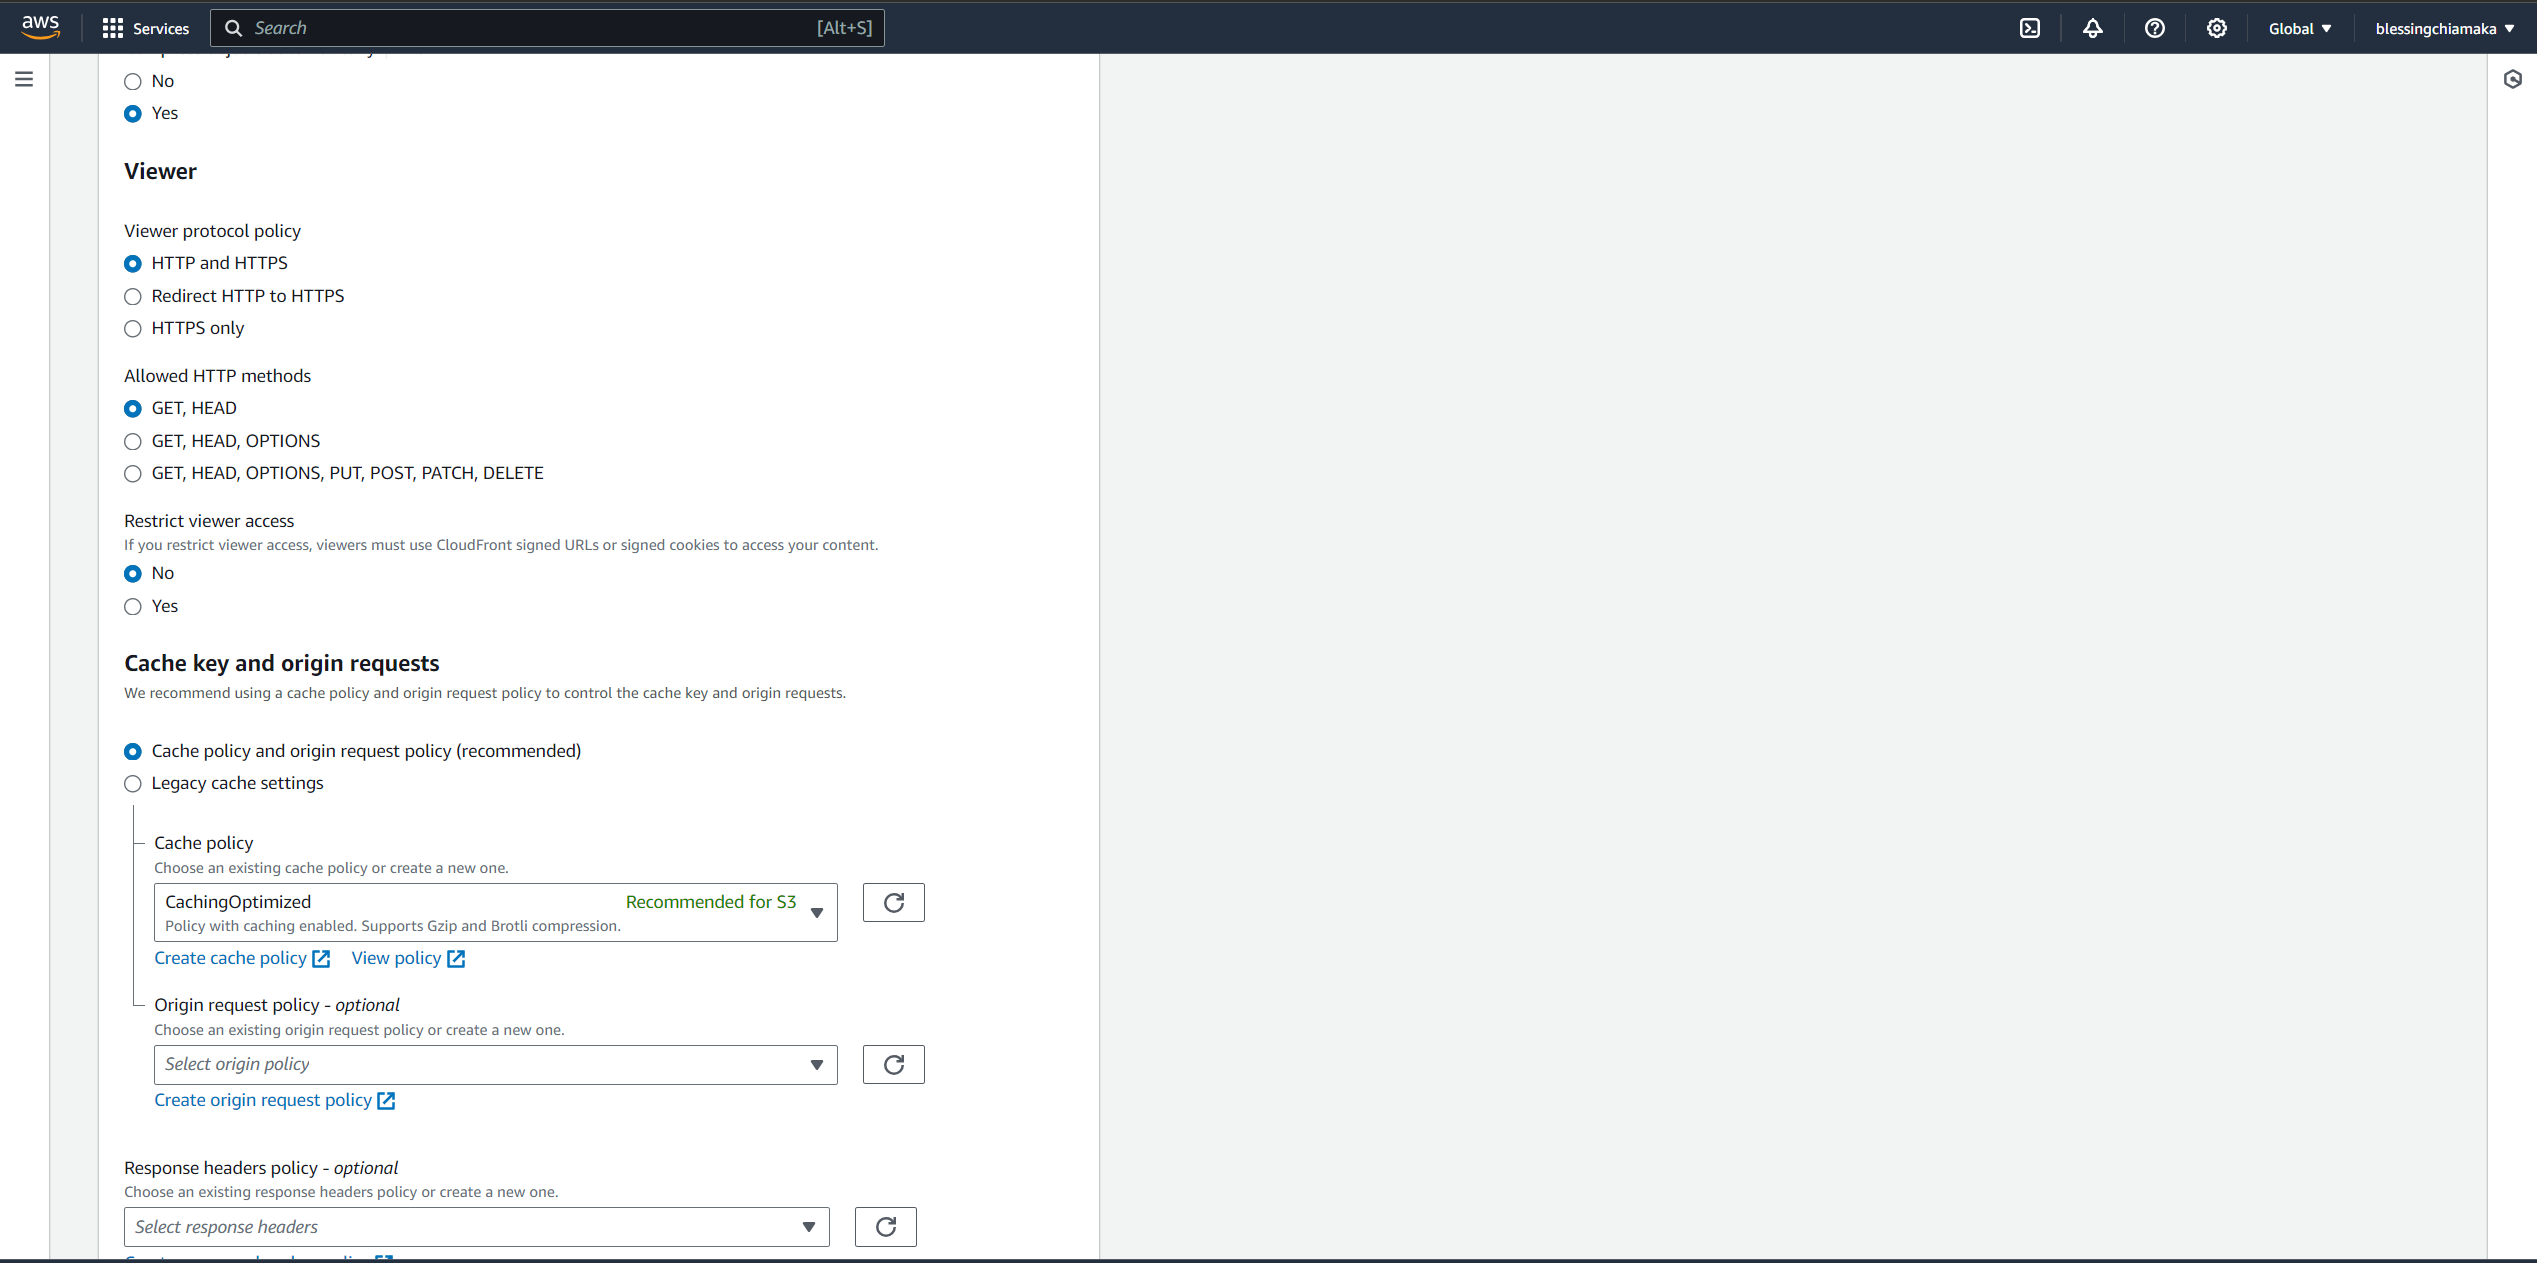 aws
Services
Search
[Alt+S]
Global
blessingchiamaka
No
Yes
Viewer
Viewer protocol policy
HTTP and HTTPS
Redirect HTTP to HTTPS
HTTPS only
Allowed HTTP methods
GET, HEAD
GET, HEAD, OPTIONS
GET, HEAD, OPTIONS, PUT, POST, PATCH, DELETE
Restrict viewer access
If you restrict viewer access, viewers must use CloudFront signed URLs or signed cookies to access your content.
No
Yes
Cache key and origin requests
We recommend using a cache policy and origin request policy to control the cache key and origin requests.
Cache policy and origin request policy (recommended)
Legacy cache settings
Cache policy
Choose an existing cache policy or create a new one.
CachingOptimized
Recommended for S3
Policy with caching enabled. Supports Gzip and Brotli compression.
Create cache policy
View policy
Origin request policy - optional
Choose an existing origin request policy or create a new one.
Select origin policy
Create origin request policy
Response headers policy - optional
Choose an existing response headers policy or create a new one.
Select response headers